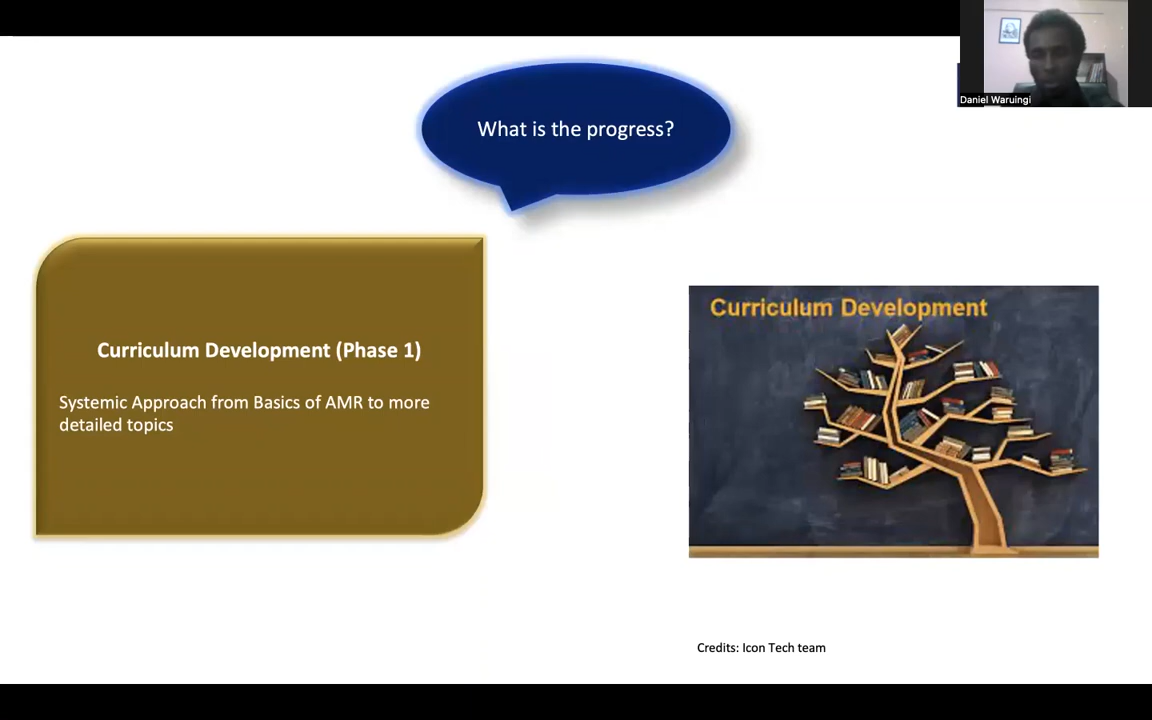 Daniel Waruingi
What is the progress?
Curriculum Development (Phase 1)
Systemic Approach from Basics of AMR to more
detailed topics
Curriculum Development
Credits: Icon Tech team